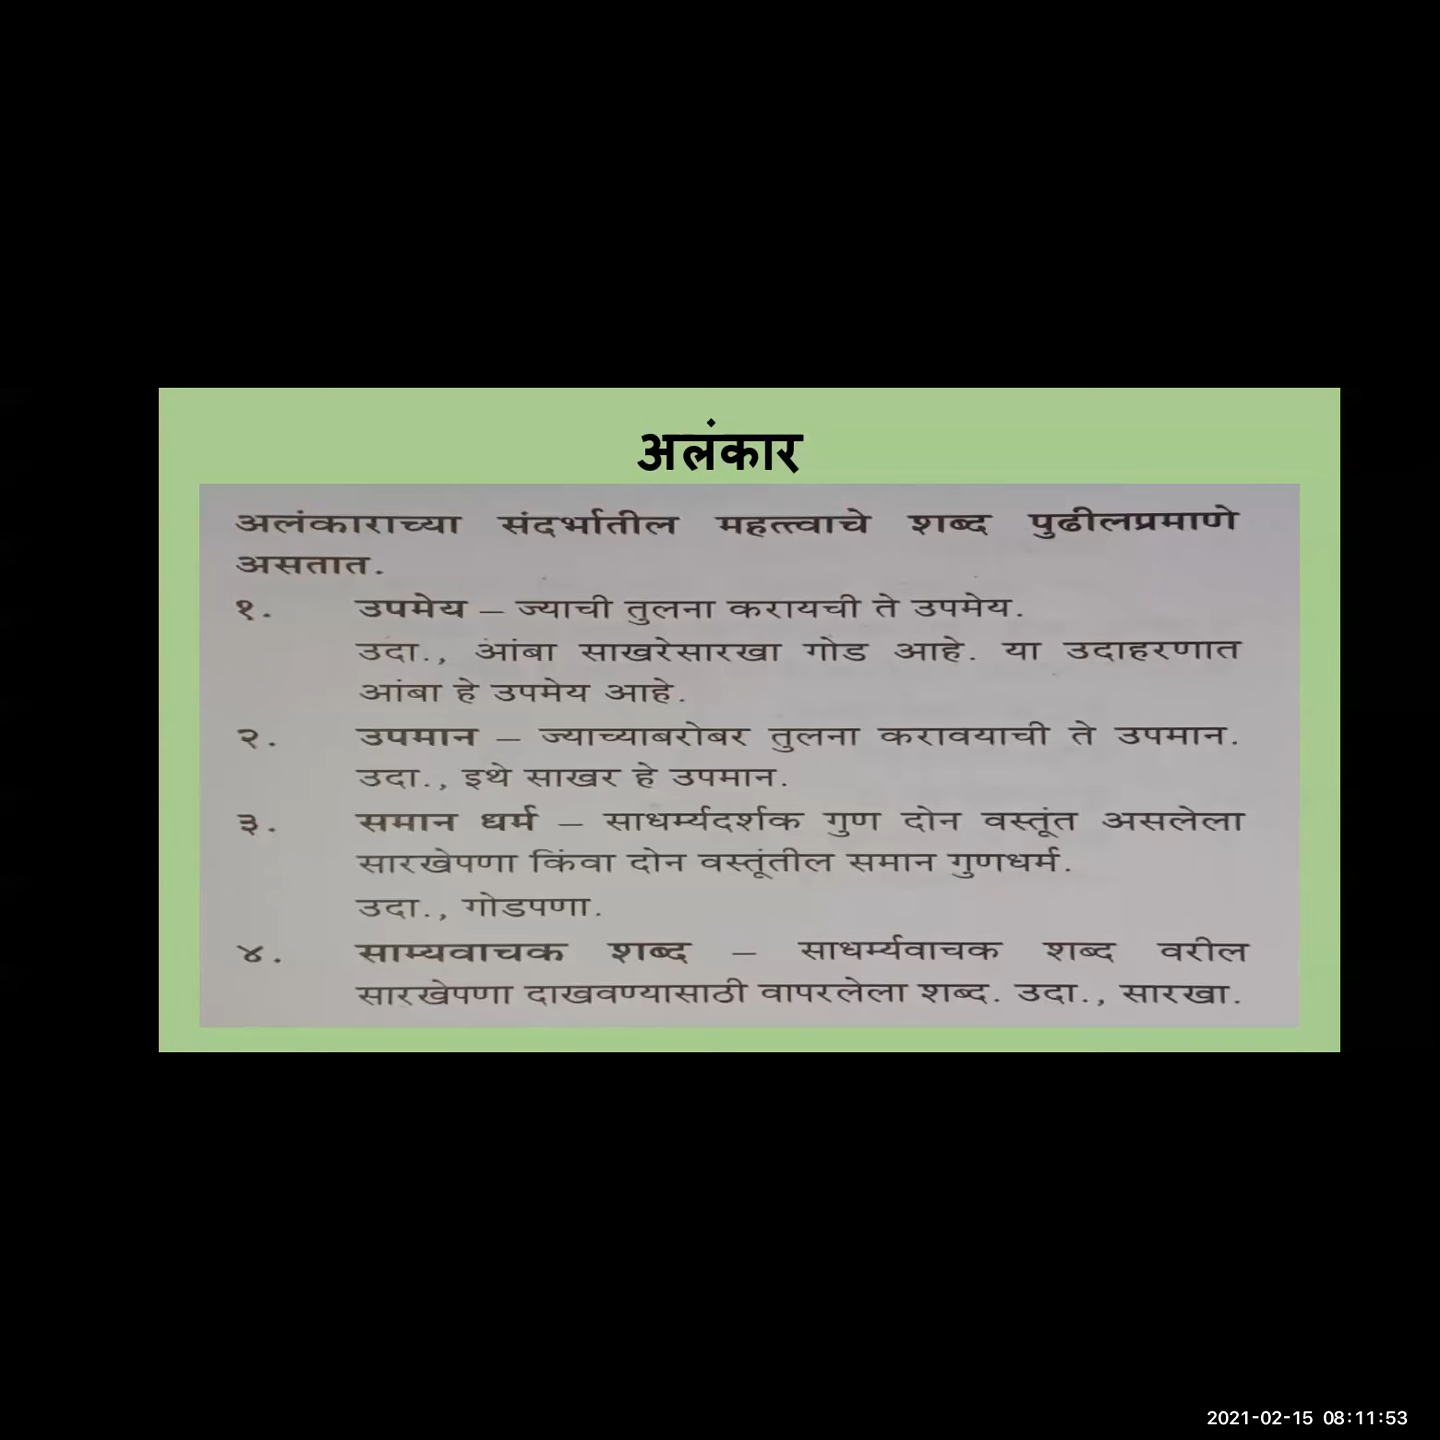 अलंकार
अलंकाराच्या संदर्भातील महत्त्वाचे शब्द पुढीलप्रमाणे
असतात.
१. उपमेय – ज्याची तुलना करायची ते उपमेय.
उदा., आंबा साखरेसारखा गोड आहे. या उदाहरणात
आंबा हे उपमेय आहे.
२. उपमान – ज्याच्याबरोबर तुलना करावयाची ते उपमान.
उदा., इथे साखर हे उपमान.
३. समान धर्म – साधर्म्यदर्शक गुण दोन वस्तूंत असलेला
सारखेपणा किंवा दोन वस्तूंतील समान गुणधर्म.
उदा., गोडपणा.
४. साम्यवाचक शब्द – साधर्म्यवाचक शब्द वरील
सारखेपणा दाखवण्यासाठी वापरलेला शब्द. उदा., सारखा.
2021-02-15 08:11:53